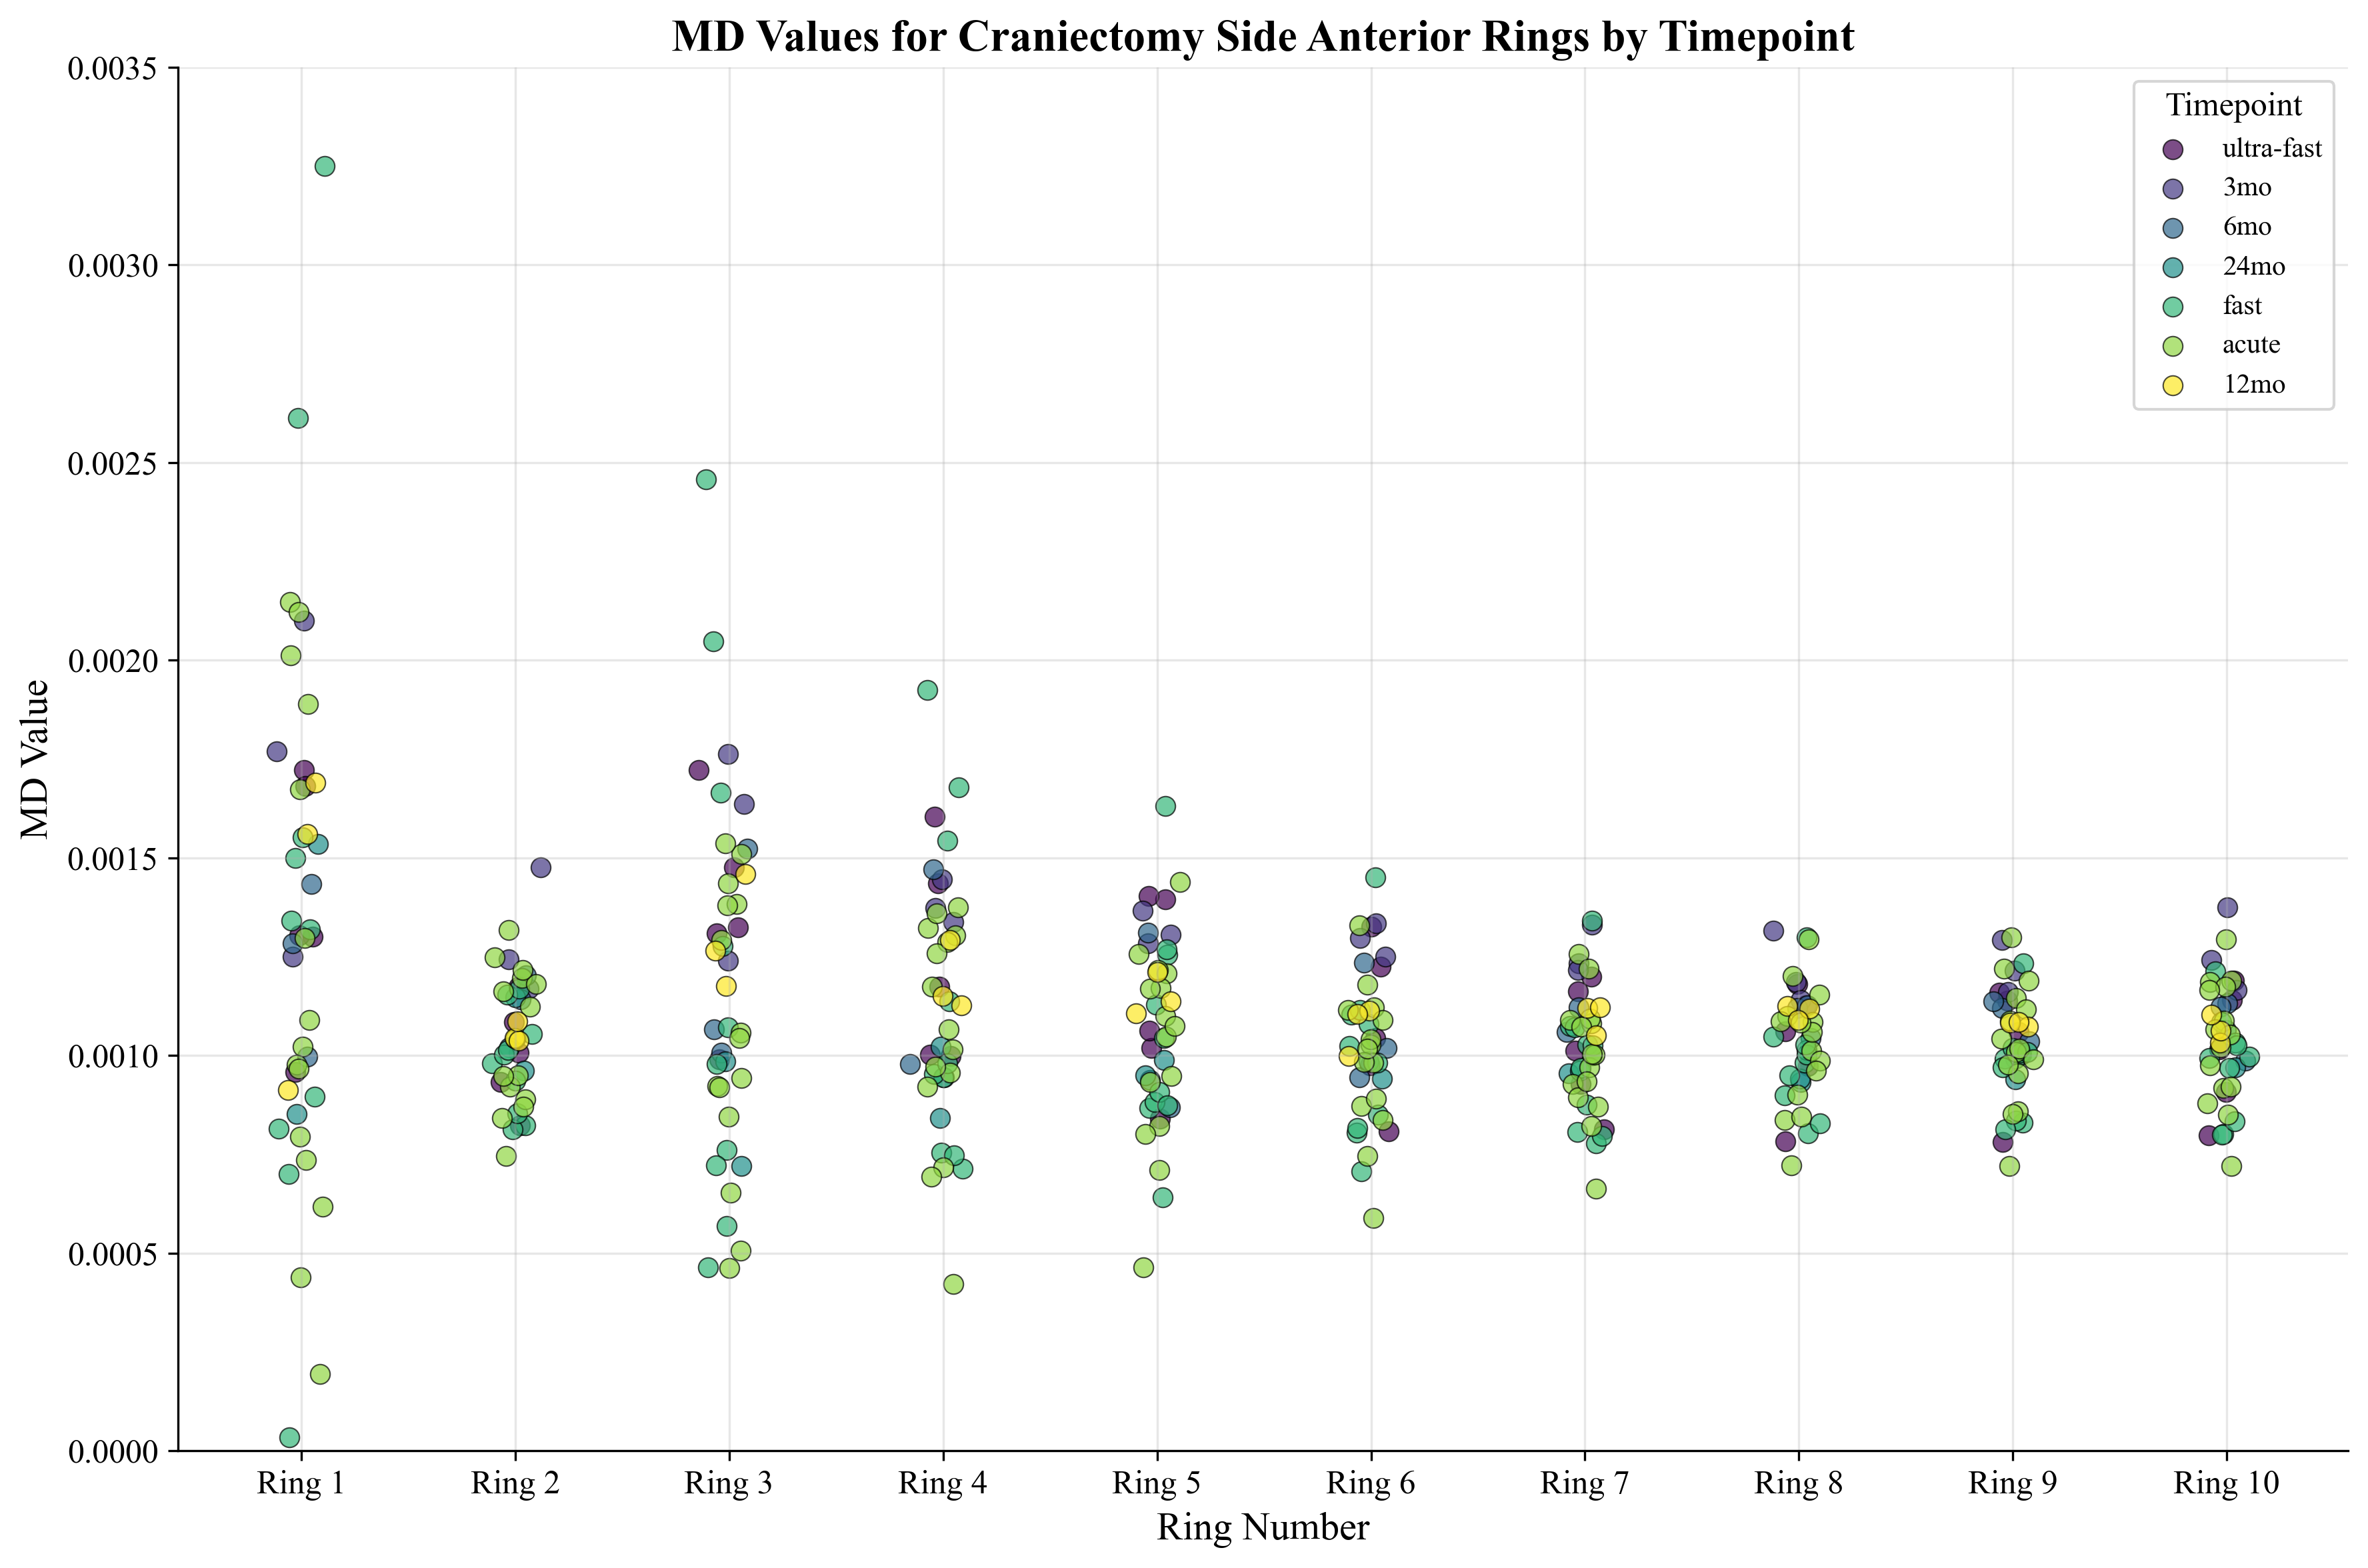 MD Values for Craniectomy Side Anterior Rings by Timepoint
0.0035
0.0030
0.0025
0.0020
0.0015
0.0010
0.0005
0.0000
MD Value
Timepoint
ultra-fast
3mo
6mo
24mo
fast
acute
12mo
Ring 1 Ring 2 Ring 3 Ring 4 Ring 5 Ring 6 Ring 7 Ring 8 Ring 9 Ring 10
Ring Number